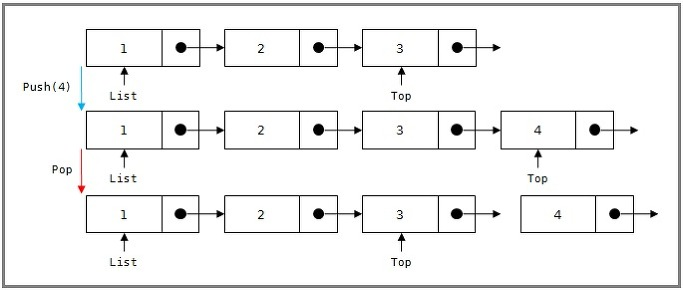 1 2 3
Push(4)
List Top
1 2 3 4
Pop
List Top
1 2 3 4
List Top